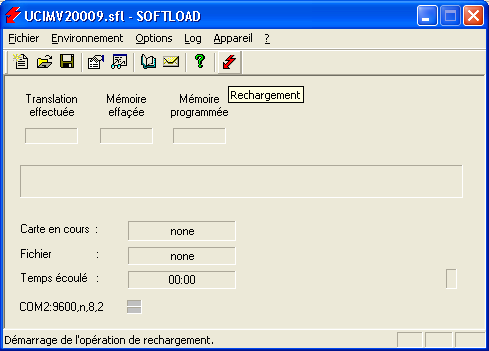 UCIMV20009.sfl - SOFTLOAD
Fichier Environnement Options Log Appareil ?
Rechargement
Translation effectuée
Mémoire effaçée
Mémoire programmée
Carte en cours : none
Fichier : none
Temps écoulé : 00:00
COM2:9600,n,8,2
Démarrage de l'opération de rechargement.